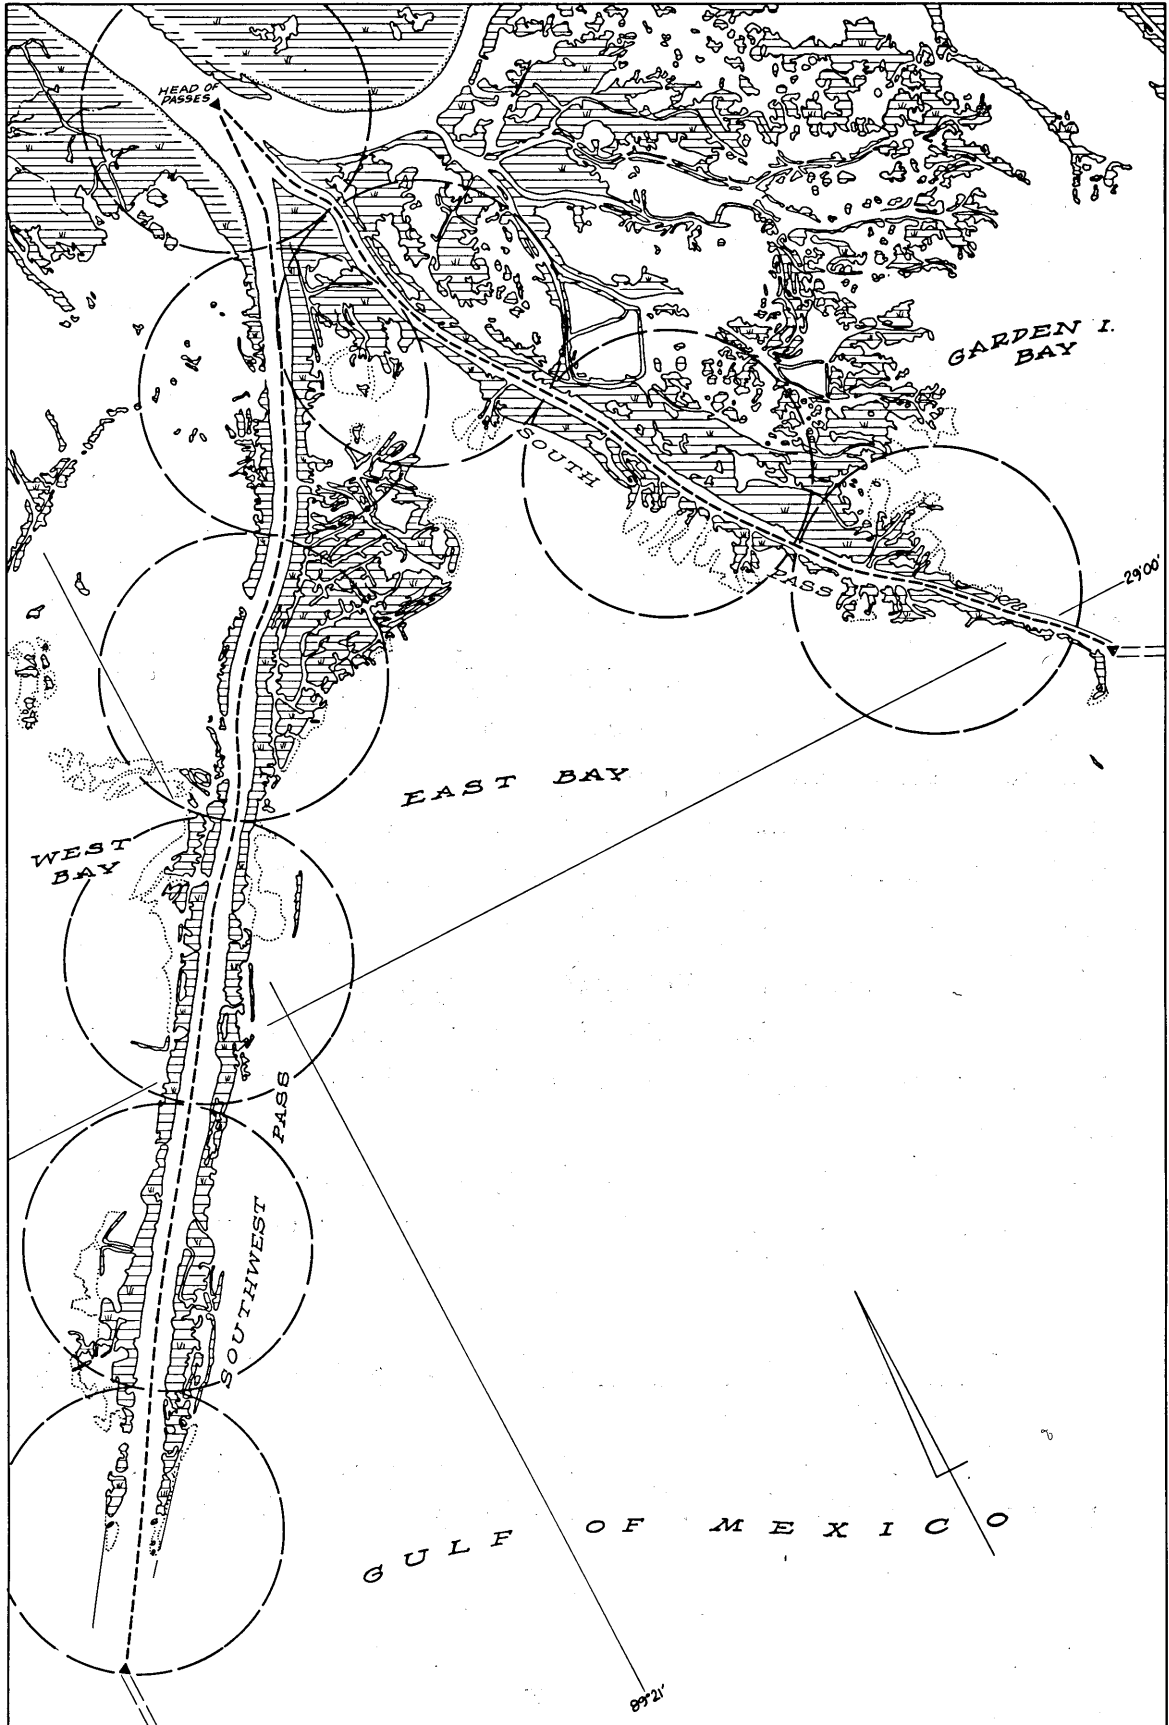 HEAD OF
PASSES
GARDEN I.
BAY
SOUTH
PASS
29°00'
EAST BAY
WEST
BAY
PASS
SOUTHWEST
GULF OF MEXICO
89°21'